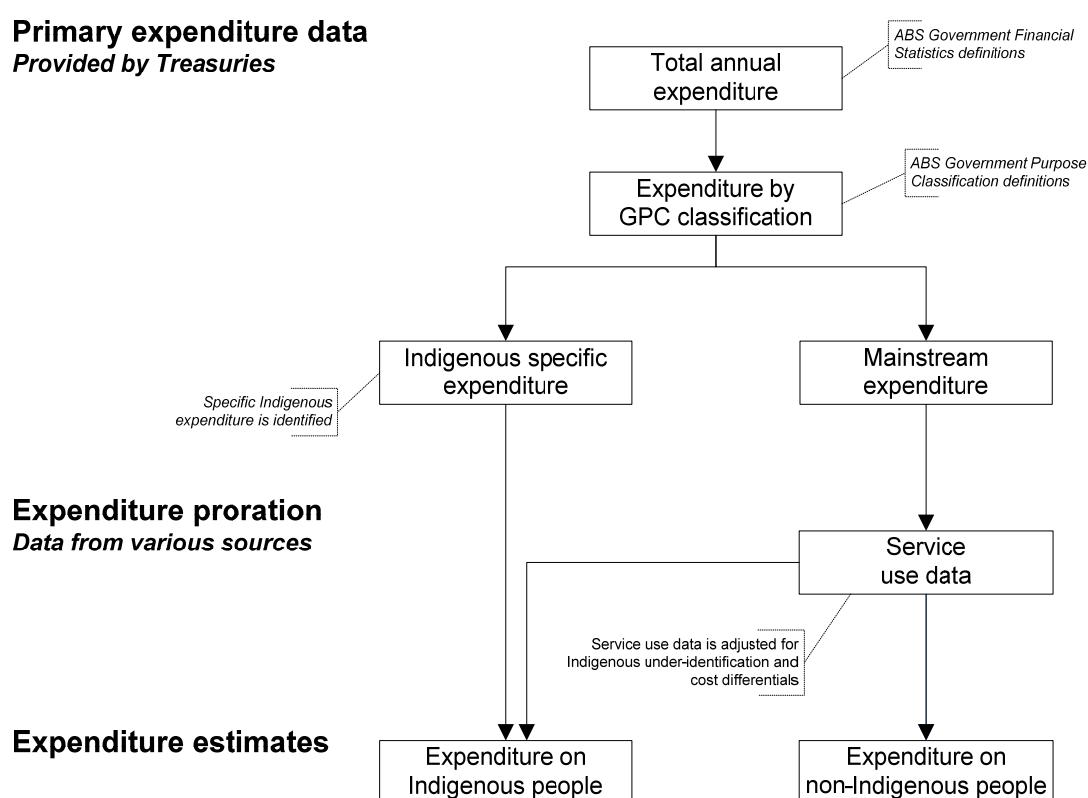 Primary expenditure data
Provided by Treasuries
Total annual
expenditure
ABS Government Financial
Statistics definitions
Expenditure by
GPC classification
ABS Government Purpose
Classification definitions
Indigenous specific
expenditure
Mainstream
expenditure
Specific Indigenous
expenditure is identified
Expenditure proration
Data from various sources
Service
use data
Service use data is adjusted for
Indigenous under-identification and
cost differentials
Expenditure estimates
Expenditure on
Indigenous people
Expenditure on
non-Indigenous people